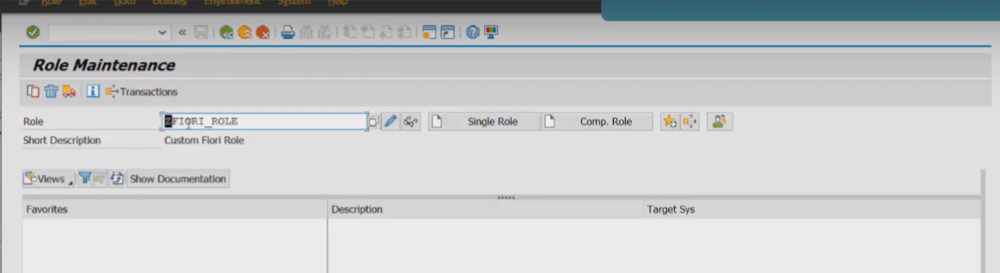 Role Edit Goto Utilities Environment System Help
Role Maintenance
Transactions
Role ZFIORI_ROLE Single Role Comp. Role
Short Description Custom Fiori Role
Views Show Documentation
Favorites Description Target Sys